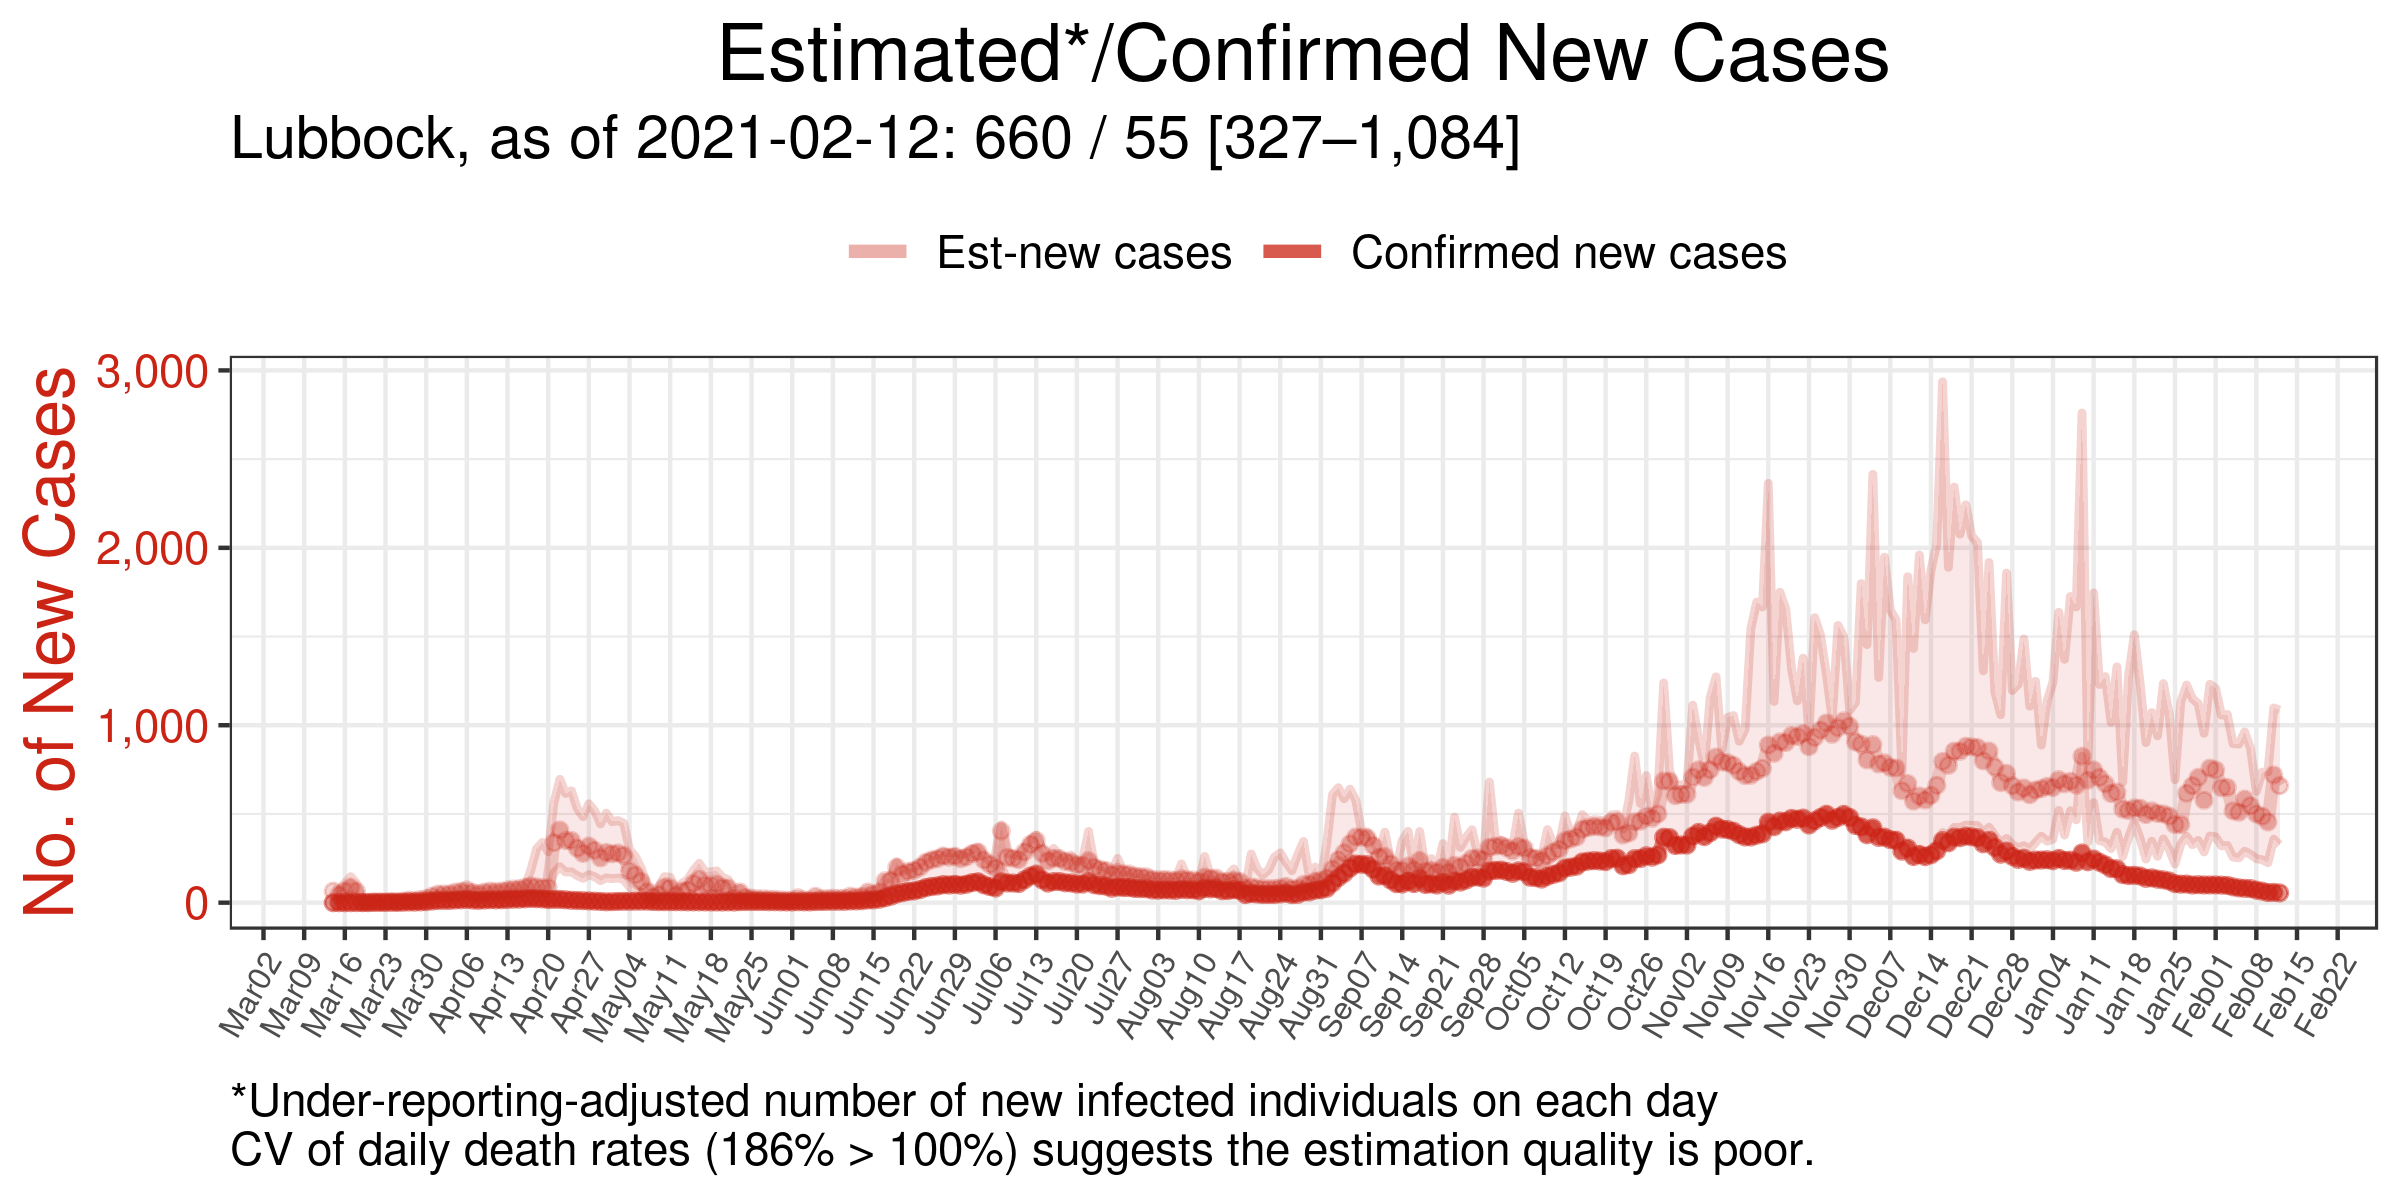 Estimated*/Confirmed New Cases
Lubbock, as of 2021-02-12: 660 / 55 [327–1,084]
Est-new cases Confirmed new cases
No. of New Cases
3,000
2,000
1,000
0
Mar02 Mar09 Mar16 Mar23 Mar30 Apr06 Apr13 Apr20 Apr27 May04 May11 May18 May25 Jun01 Jun08 Jun15 Jun22 Jun29 Jul06 Jul13 Jul20 Jul27 Aug03 Aug10 Aug17 Aug24 Aug31 Sep07 Sep14 Sep21 Sep28 Oct05 Oct12 Oct19 Oct26 Nov02 Nov09 Nov16 Nov23 Nov30 Dec07 Dec14 Dec21 Dec28 Jan04 Jan11 Jan18 Jan25 Feb01 Feb08 Feb15 Feb22
*Under-reporting-adjusted number of new infected individuals on each day
CV of daily death rates (186% > 100%) suggests the estimation quality is poor.